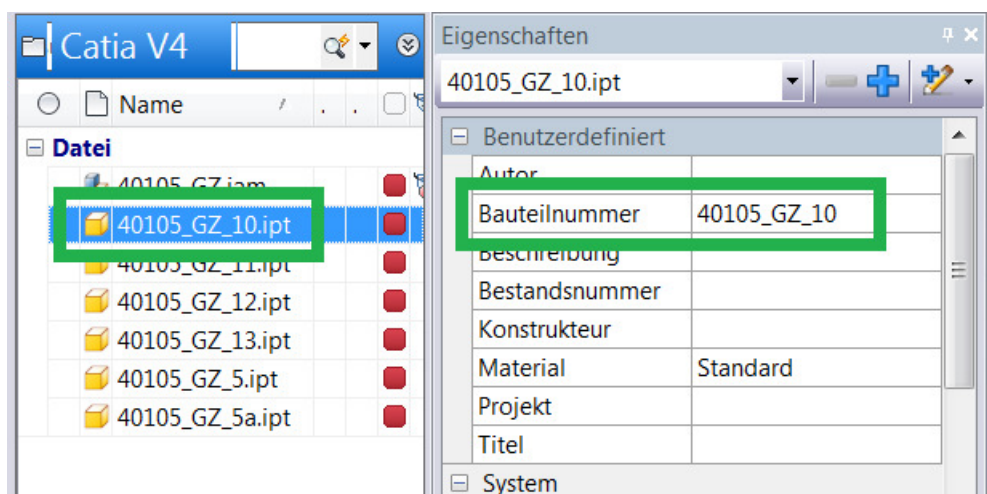 Catia V4
Name
Datei
40105_GZ.iam
40105_GZ_10.ipt
40105_GZ_11.ipt
40105_GZ_12.ipt
40105_GZ_13.ipt
40105_GZ_5.ipt
40105_GZ_5a.ipt
Eigenschaften
40105_GZ_10.ipt
Benutzerdefiniert
Autor
Bauteilnummer 40105_GZ_10
Beschreibung
Bestandsnummer
Konstrukteur
Material Standard
Projekt
Titel
System